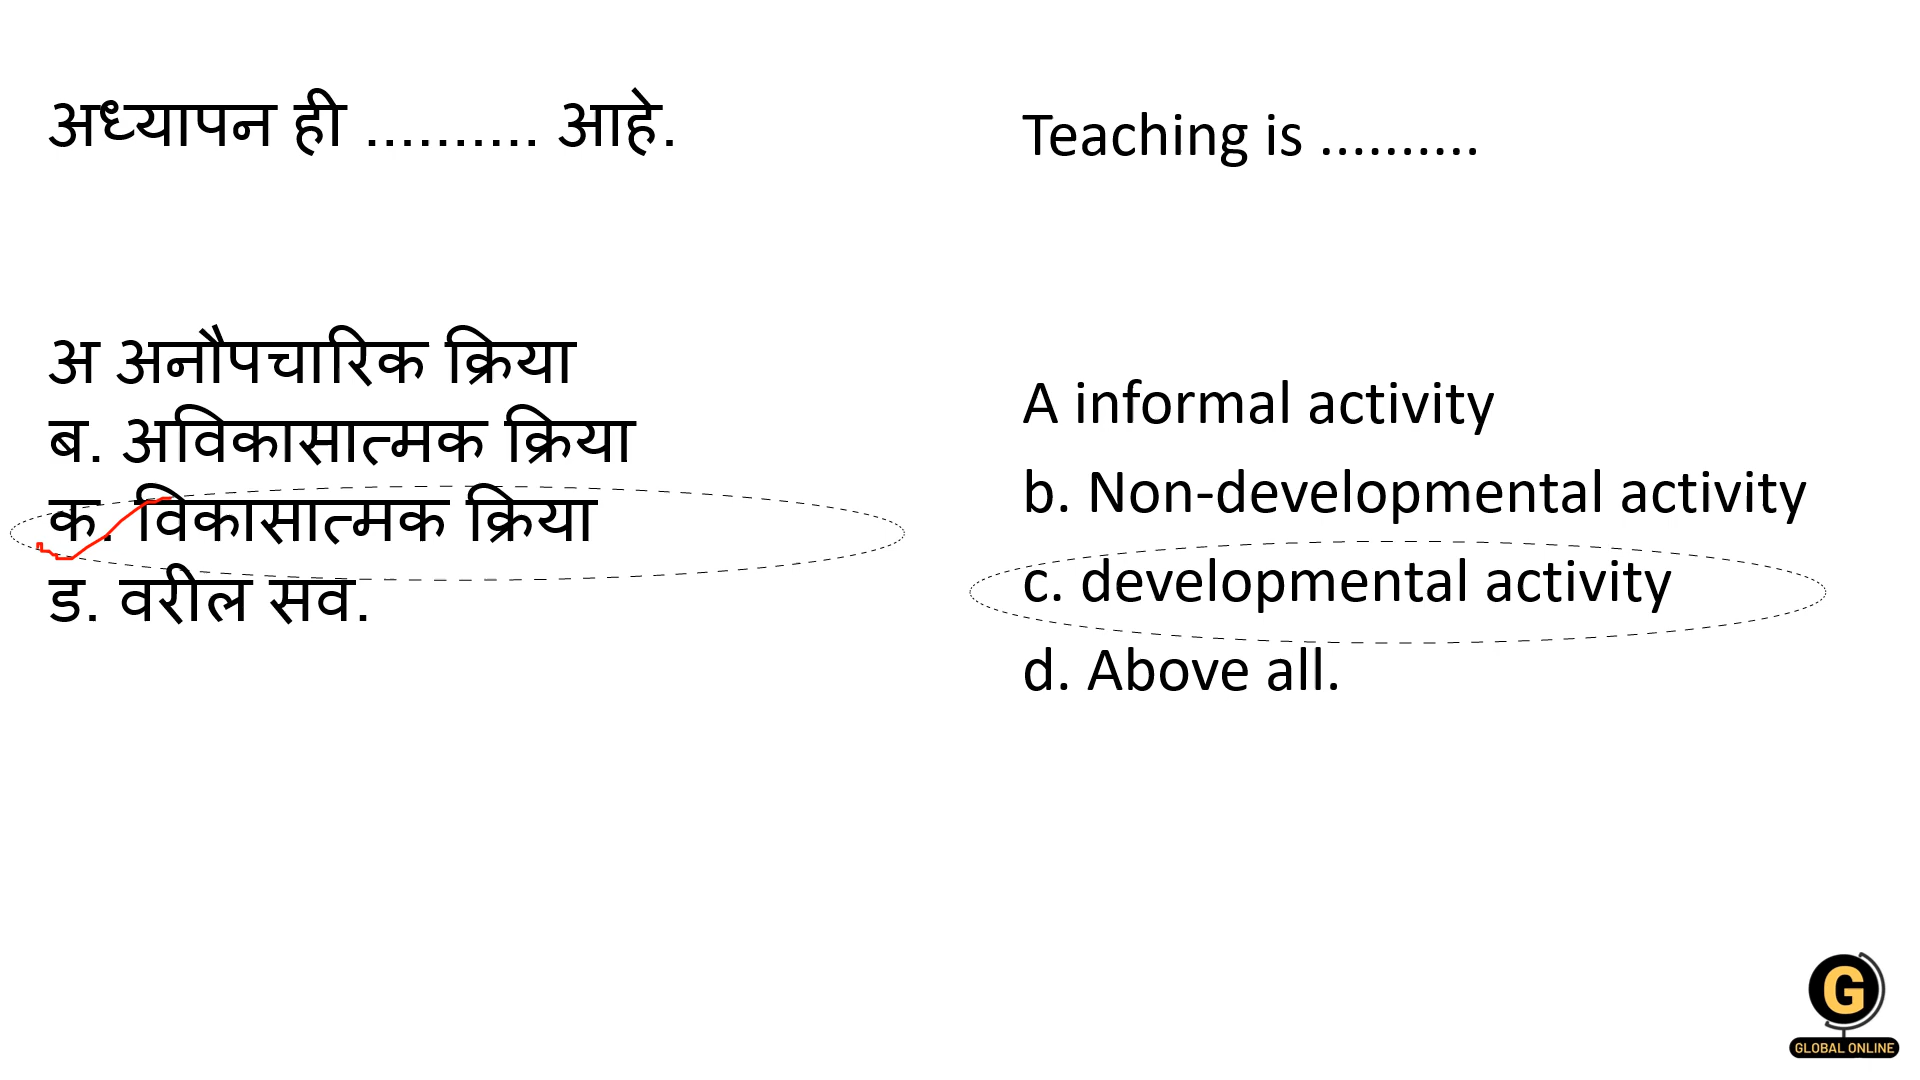 अध्यापन ही .......... आहे.
अ अनौपचारिक क्रिया
ब. अविकासात्मक क्रिया
क. विकासात्मक क्रिया
ड. वरील सव.
Teaching is ..........
A informal activity
b. Non-developmental activity
c. developmental activity
d. Above all.
G
GLOBAL ONLINE